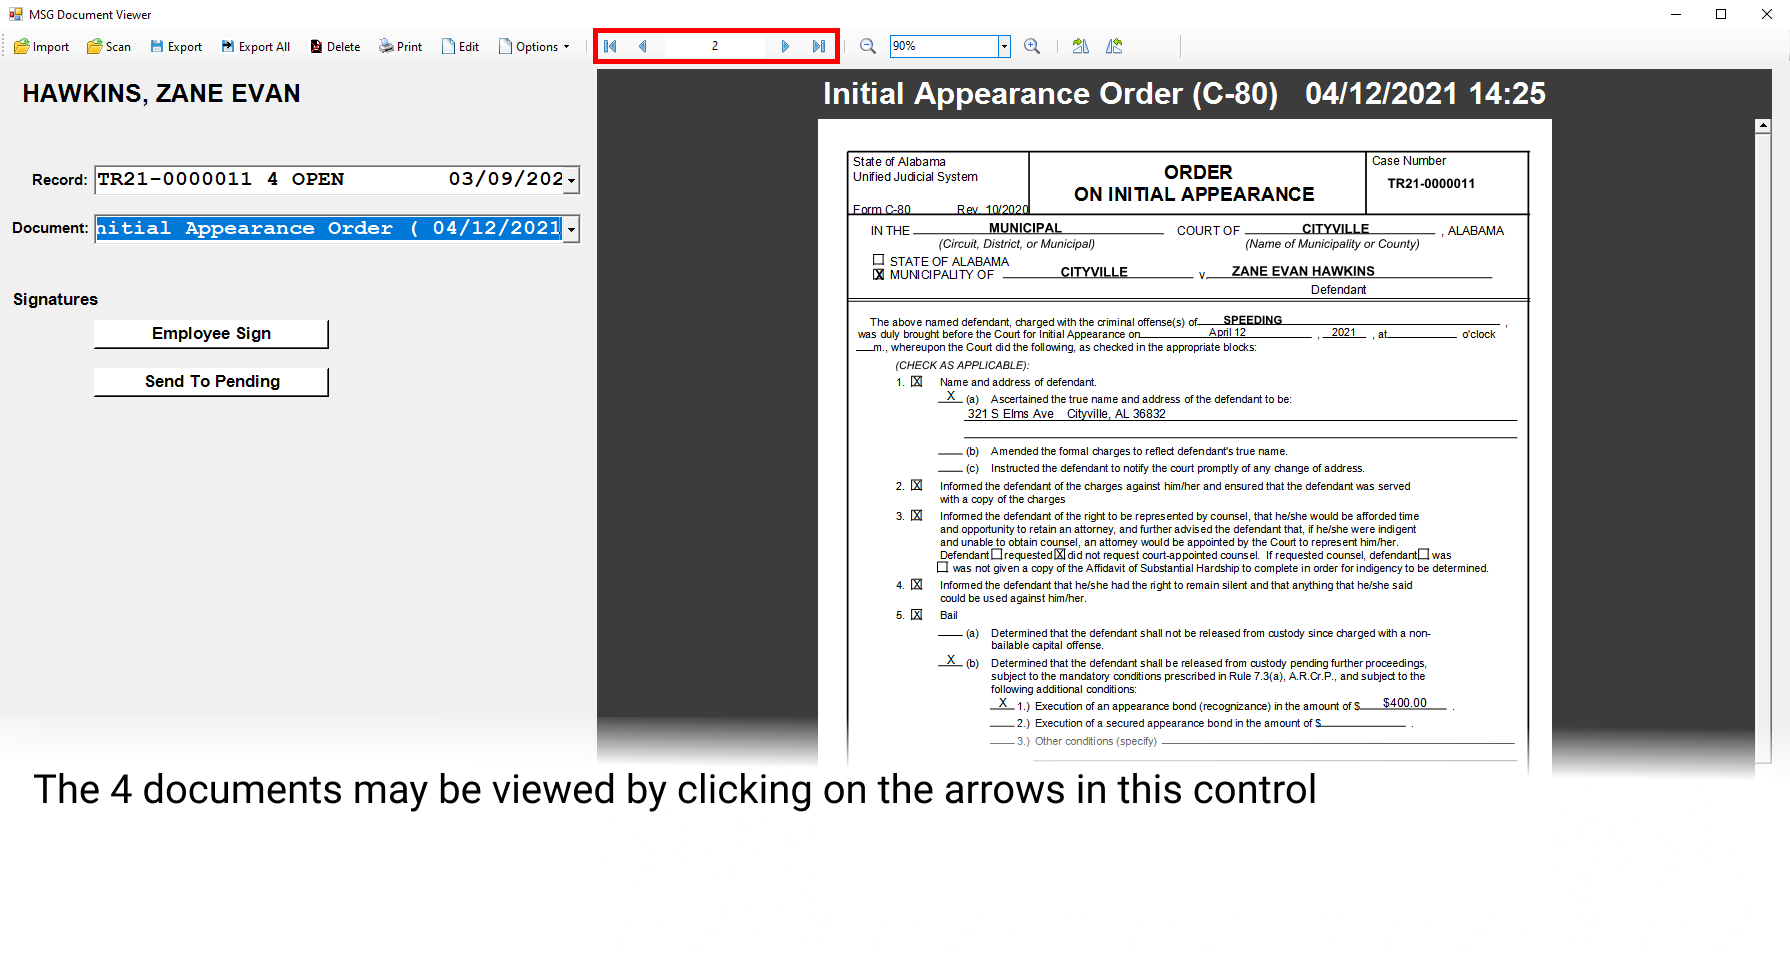 MSG Document Viewer
Import Scan Export Export All Delete Print Edit Options 2 90%
HAWKINS, ZANE EVAN
Record: TR21-0000011 4 OPEN 03/09/202
Document: nitial Appearance Order ( 04/12/2021
Signatures
Employee Sign
Send To Pending
Initial Appearance Order (C-80) 04/12/2021 14:25
State of Alabama
Unified Judicial System
Form C-80 Rev. 10/2020
ORDER
ON INITIAL APPEARANCE
Case Number
TR21-0000011
IN THE MUNICIPAL COURT OF CITYVILLE , ALABAMA
(Circuit, District, or Municipal) (Name of Municipality or County)
STATE OF ALABAMA
X MUNICIPALITY OF CITYVILLE v. ZANE EVAN HAWKINS
Defendant
The above named defendant, charged with the criminal offense(s) of SPEEDING ,
was duly brought before the Court for Initial Appearance on April 12 , 2021 , at o'clock
m., whereupon the Court did the following, as checked in the appropriate blocks:
(CHECK AS APPLICABLE):
1. X Name and address of defendant.
X (a) Ascertained the true name and address of the defendant to be:
321 S Elms Ave Cityville, AL 36832
(b) Amended the formal charges to reflect defendant's true name.
(c) Instructed the defendant to notify the court promptly of any change of address.
2. X Informed the defendant of the charges against him/her and ensured that the defendant was served
with a copy of the charges
3. X Informed the defendant of the right to be represented by counsel, that he/she would be afforded time
and opportunity to retain an attorney, and further advised the defendant that, if he/she were indigent
and unable to obtain counsel, an attorney would be appointed by the Court to represent him/her.
Defendant requested X did not request court-appointed counsel. If requested counsel, defendant was
was not given a copy of the Affidavit of Substantial Hardship to complete in order for indigency to be determined.
4. X Informed the defendant that he/she had the right to remain silent and that anything that he/she said
could be used against him/her.
5. X Bail
(a) Determined that the defendant shall not be released from custody since charged with a non-
bailable capital offense.
X (b) Determined that the defendant shall be released from custody pending further proceedings,
subject to the mandatory conditions prescribed in Rule 7.3(a), A.R.Cr.P., and subject to the
following additional conditions:
X 1.) Execution of an appearance bond (recognizance) in the amount of $ $400.00 .
2.) Execution of a secured appearance bond in the amount of $ .
3.) Other conditions (specify)
The 4 documents may be viewed by clicking on the arrows in this control